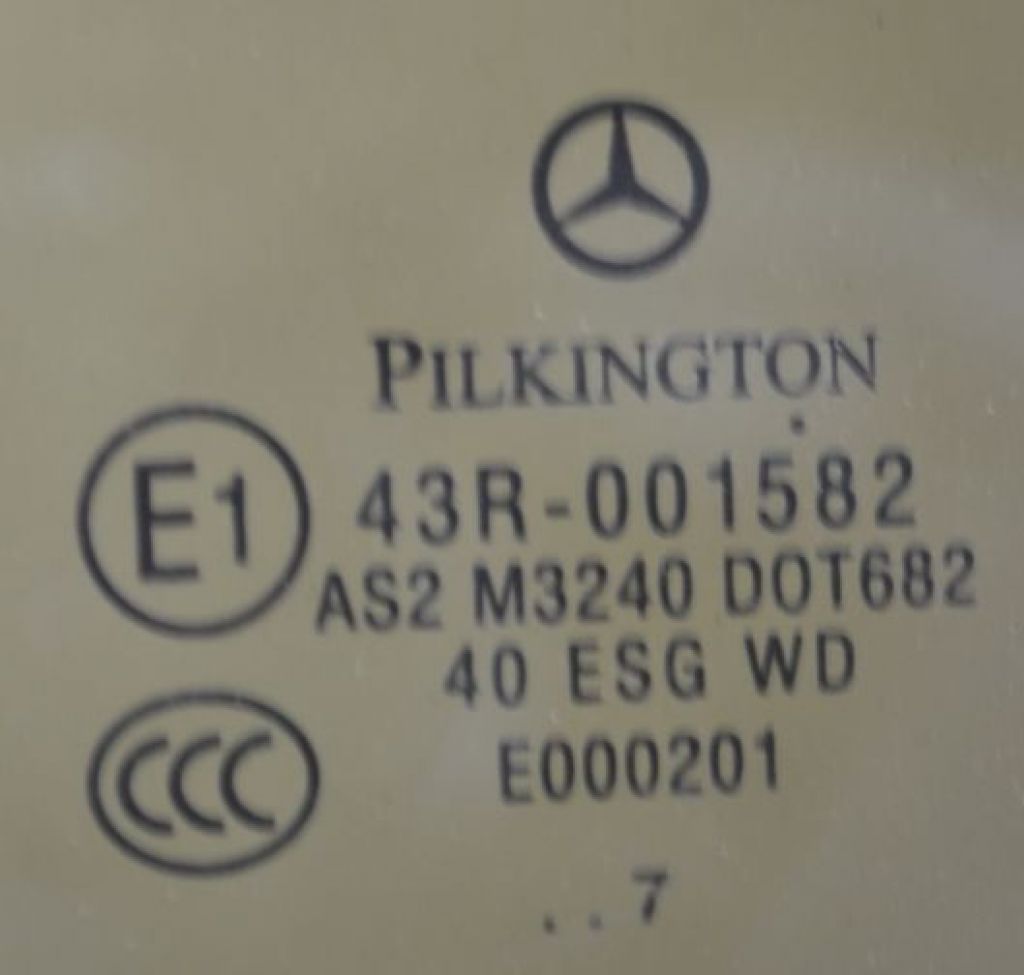 PILKINGTON
E1
43R-001582
AS2 M3240 DOT682
40 ESG WD
CCC
E000201
. . 7